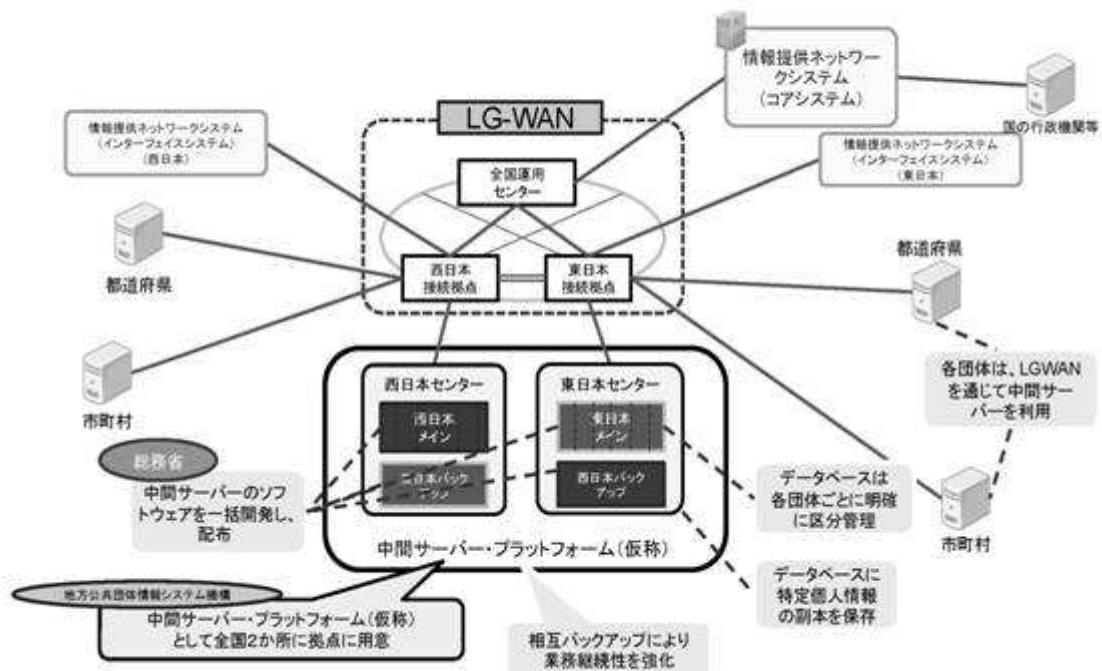 LG-WAN
情報提供ネットワー
クシステム
(コアシステム)
国の行政機関等
情報提供ネットワークシステム
(インターフェイスシステム)
(西日本)
情報提供ネットワークシステム
(インターフェイスシステム)
(東日本)
全国運用
センター
都道府県
西日本
接続拠点
東日本
接続拠点
都道府県
市町村
西日本センター
東日本センター
各団体は、LGWAN
を通じて中間サー
バーを利用
西日本
メイン
東日本
メイン
総務省
東日本バック
アップ
西日本バック
アップ
中間サーバーのソフ
トウェアを一括開発し、
配布
データベースは
各団体ごとに明確
に区分管理
市町村
中間サーバー・プラットフォーム(仮称)
地方公共団体情報システム機構
中間サーバー・プラットフォーム(仮称)
として全国2か所に拠点に用意
データベースに
特定個人情報
の副本を保存
相互バックアップにより
業務継続性を強化